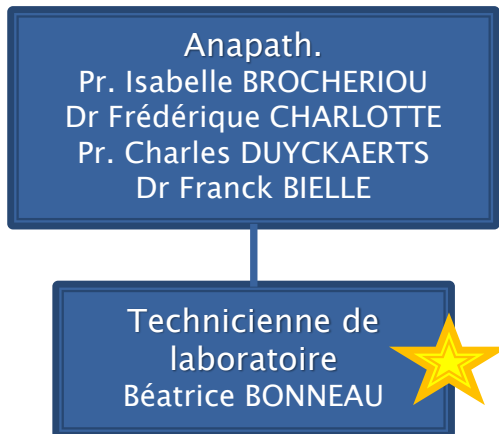 Anapath.
Pr. Isabelle BROCHERIOU
Dr Frédérique CHARLOTTE
Pr. Charles DUYCKAERTS
Dr Franck BIELLE
Technicienne de
laboratoire
Béatrice BONNEAU